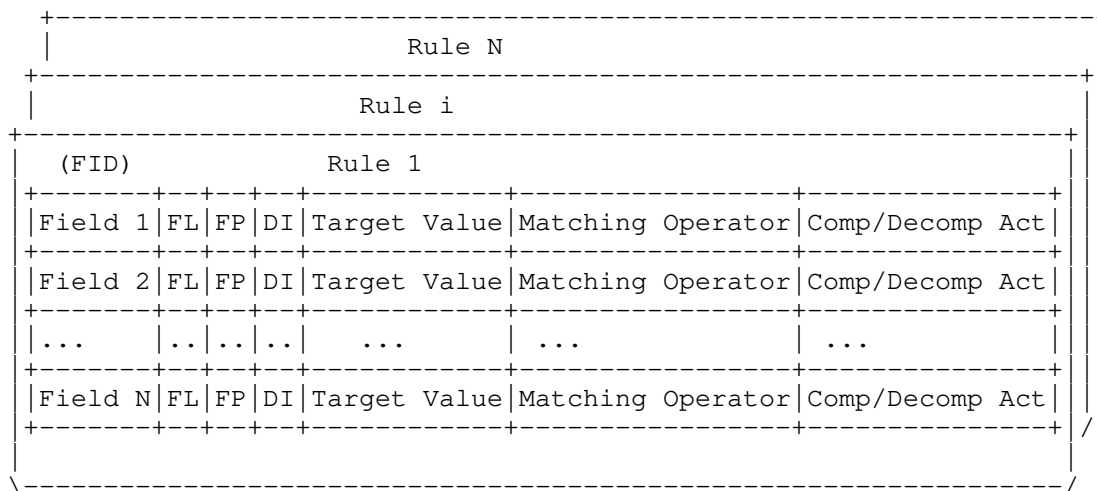 Rule N
Rule i
(FID) Rule 1
Field 1|FL|FP|DI|Target Value|Matching Operator|Comp/Decomp Act
Field 2|FL|FP|DI|Target Value|Matching Operator|Comp/Decomp Act
...|..|..|..|...|...|...
Field N|FL|FP|DI|Target Value|Matching Operator|Comp/Decomp Act